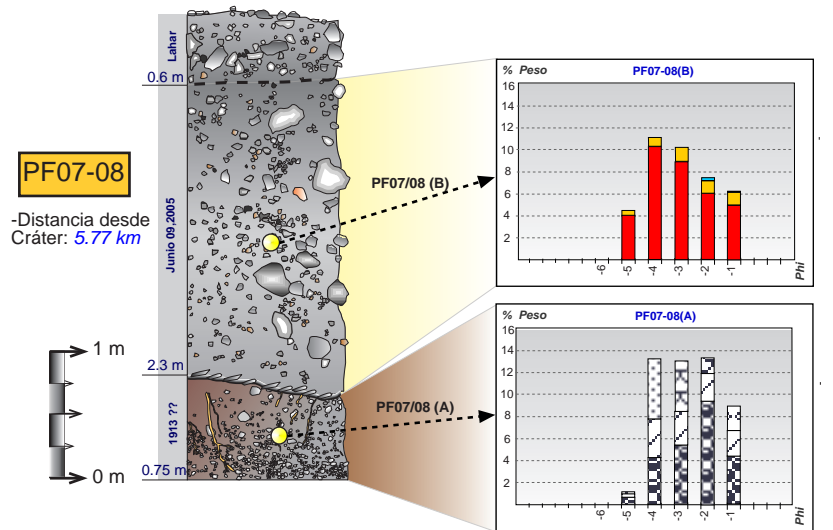 Lahar
0.6 m
Junio 09,2005
2.3 m
1913 ??
0.75 m
PF07-08
-Distancia desde
Cráter: 5.77 km
1 m
0 m
PF07/08 (B)
PF07/08 (A)
% Peso
PF07-08(B)
16
14
12
10
8
6
4
2
-6
-5
-4
-3
-2
-1
Phi
% Peso
PF07-08(A)
16
14
12
10
8
6
4
2
-6
-5
-4
-3
-2
-1
Phi